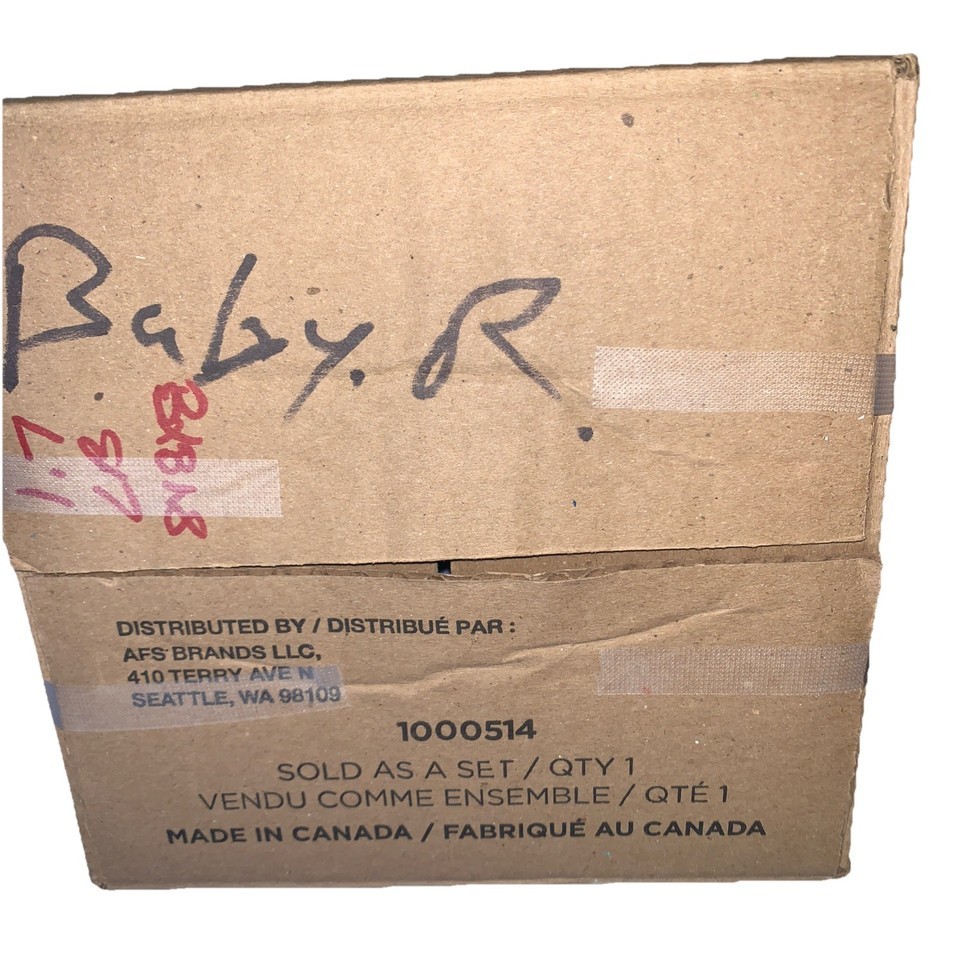 Baby. R.
DISTRIBUTED BY / DISTRIBUÉ PAR :
AFS BRANDS LLC,
410 TERRY AVE N
SEATTLE, WA 98109
1000514
SOLD AS A SET / QTY 1
VENDU COMME ENSEMBLE / QTÉ 1
MADE IN CANADA / FABRIQUÉ AU CANADA